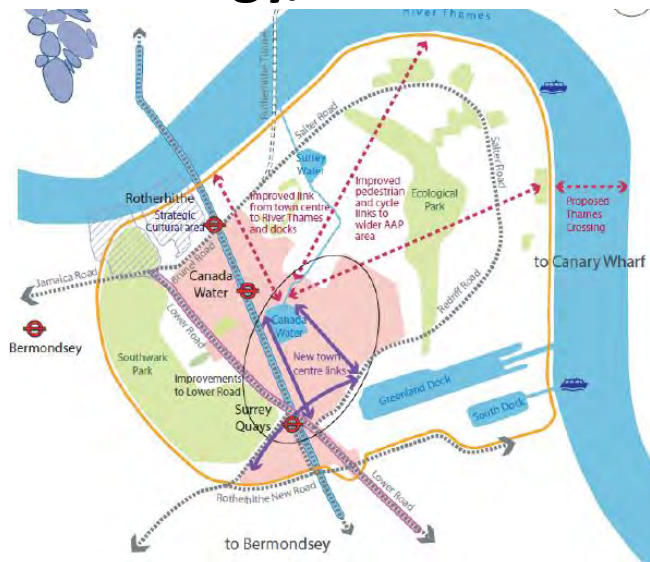 River Thames
Rotherhithe Tunnel
Salter Road
Surrey
Water
Salter Road
Rotherhithe
Strategic
Cultural area
Improved link
from town centre
to River Thames
and docks
Improved
pedestrian
and cycle
links to
wider AAP
area
Ecological
Park
Proposed
Thames
Crossing
to Canary Wharf
Jamaica Road
Brunel Road
Canada
Water
Lower Road
Redriff Road
Bermondsey
Southwark
Park
Canada
Water
New town
centre links
Improvements
to Lower Road
Greenland Dock
South Dock
Surrey
Quays
Rotherhithe New Road
Lower Road
to Bermondsey